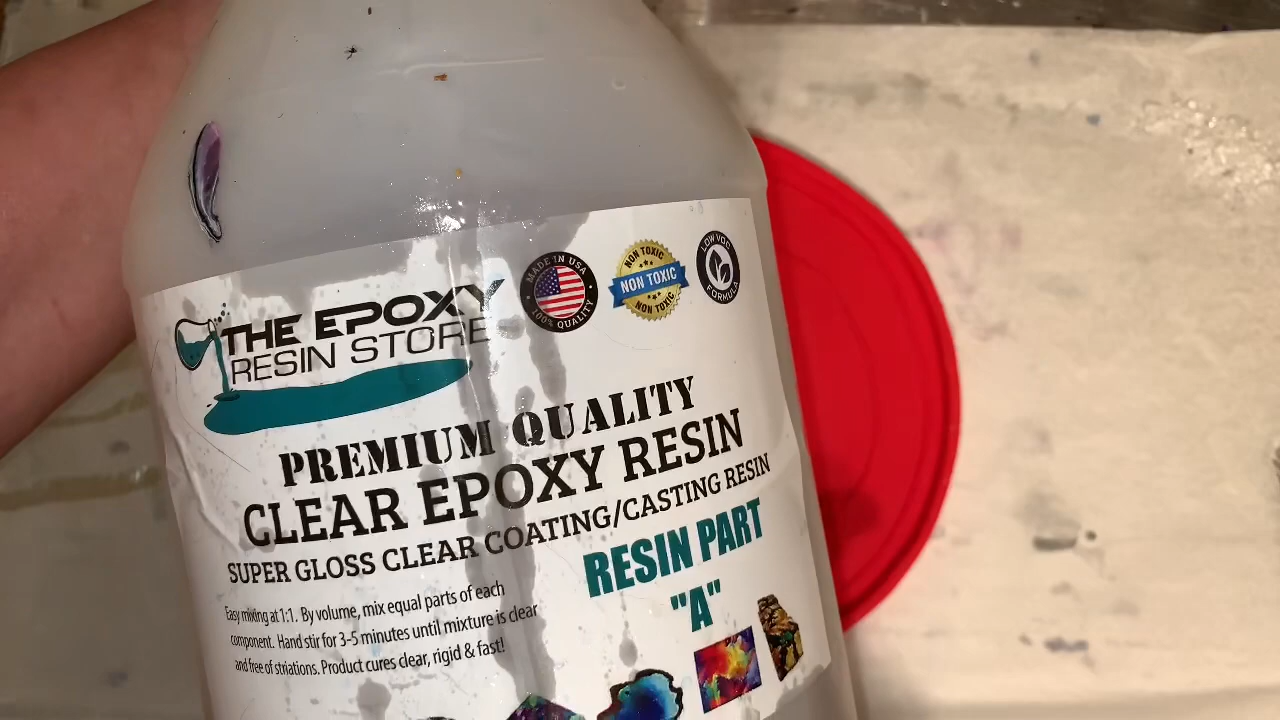 THE EPOXY
RESIN STORE
MADE IN USA
100% QUALITY
NON TOXIC
NON TOXIC
NON TOXIC
LOW VOC
FORMULA
PREMIUM QUALITY
CLEAR EPOXY RESIN
SUPER GLOSS CLEAR COATING/CASTING RESIN
RESIN PART
"A"
Easy mixing at 1:1. By volume, mix equal parts of each
component. Hand stir for 3-5 minutes until mixture is clear
and free of striations. Product cures clear, rigid & fast!